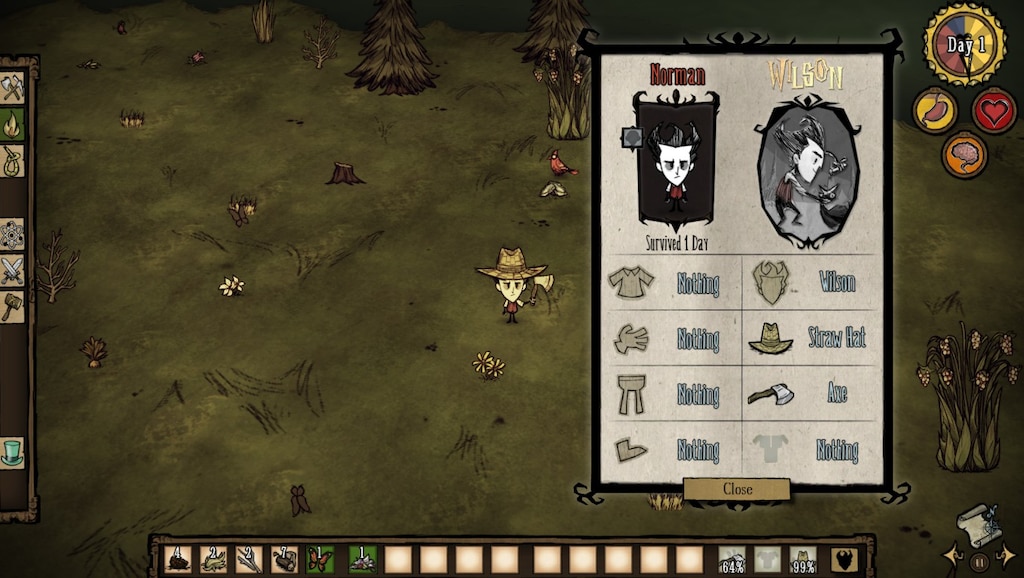 Day 1
Norman
WILSON
Survived 1 Day
Nothing
Wilson
Nothing
Straw Hat
Nothing
Axe
Nothing
Nothing
Close
4
2
2
7
1
1
64%
99%